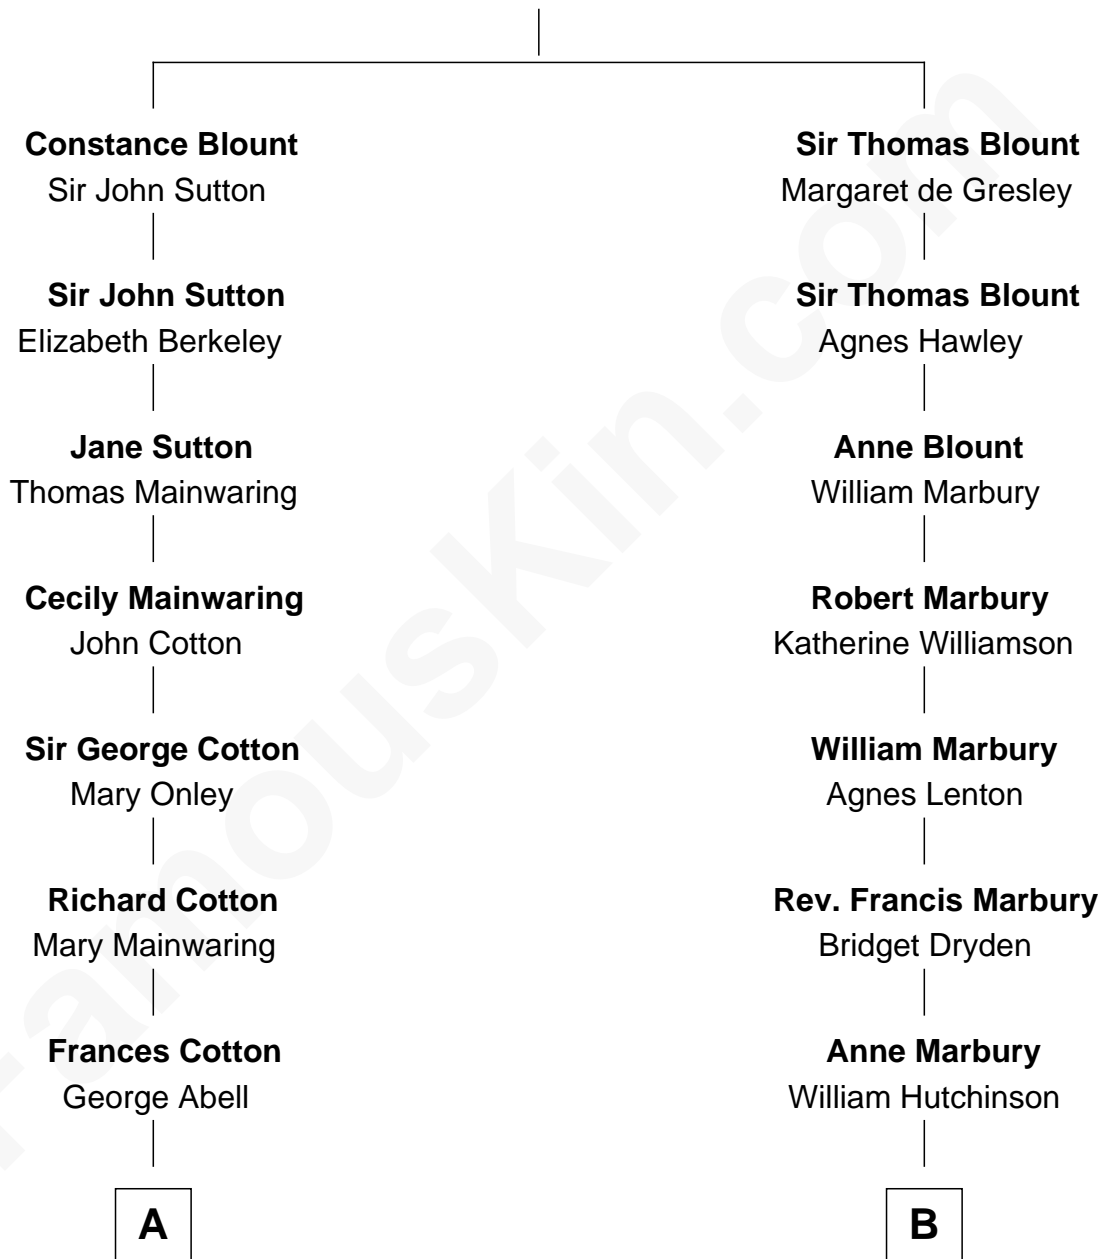 Constance Blount
Sir John Sutton
Sir John Sutton
Elizabeth Berkeley
Jane Sutton
Thomas Mainwaring
Cecily Mainwaring
John Cotton
Sir George Cotton
Mary Onley
Richard Cotton
Mary Mainwaring
Frances Cotton
George Abell
A
Sir Thomas Blount
Margaret de Gresley
Sir Thomas Blount
Agnes Hawley
Anne Blount
William Marbury
Robert Marbury
Katherine Williamson
William Marbury
Agnes Lenton
Rev. Francis Marbury
Bridget Dryden
Anne Marbury
William Hutchinson
B
FamousKin.com